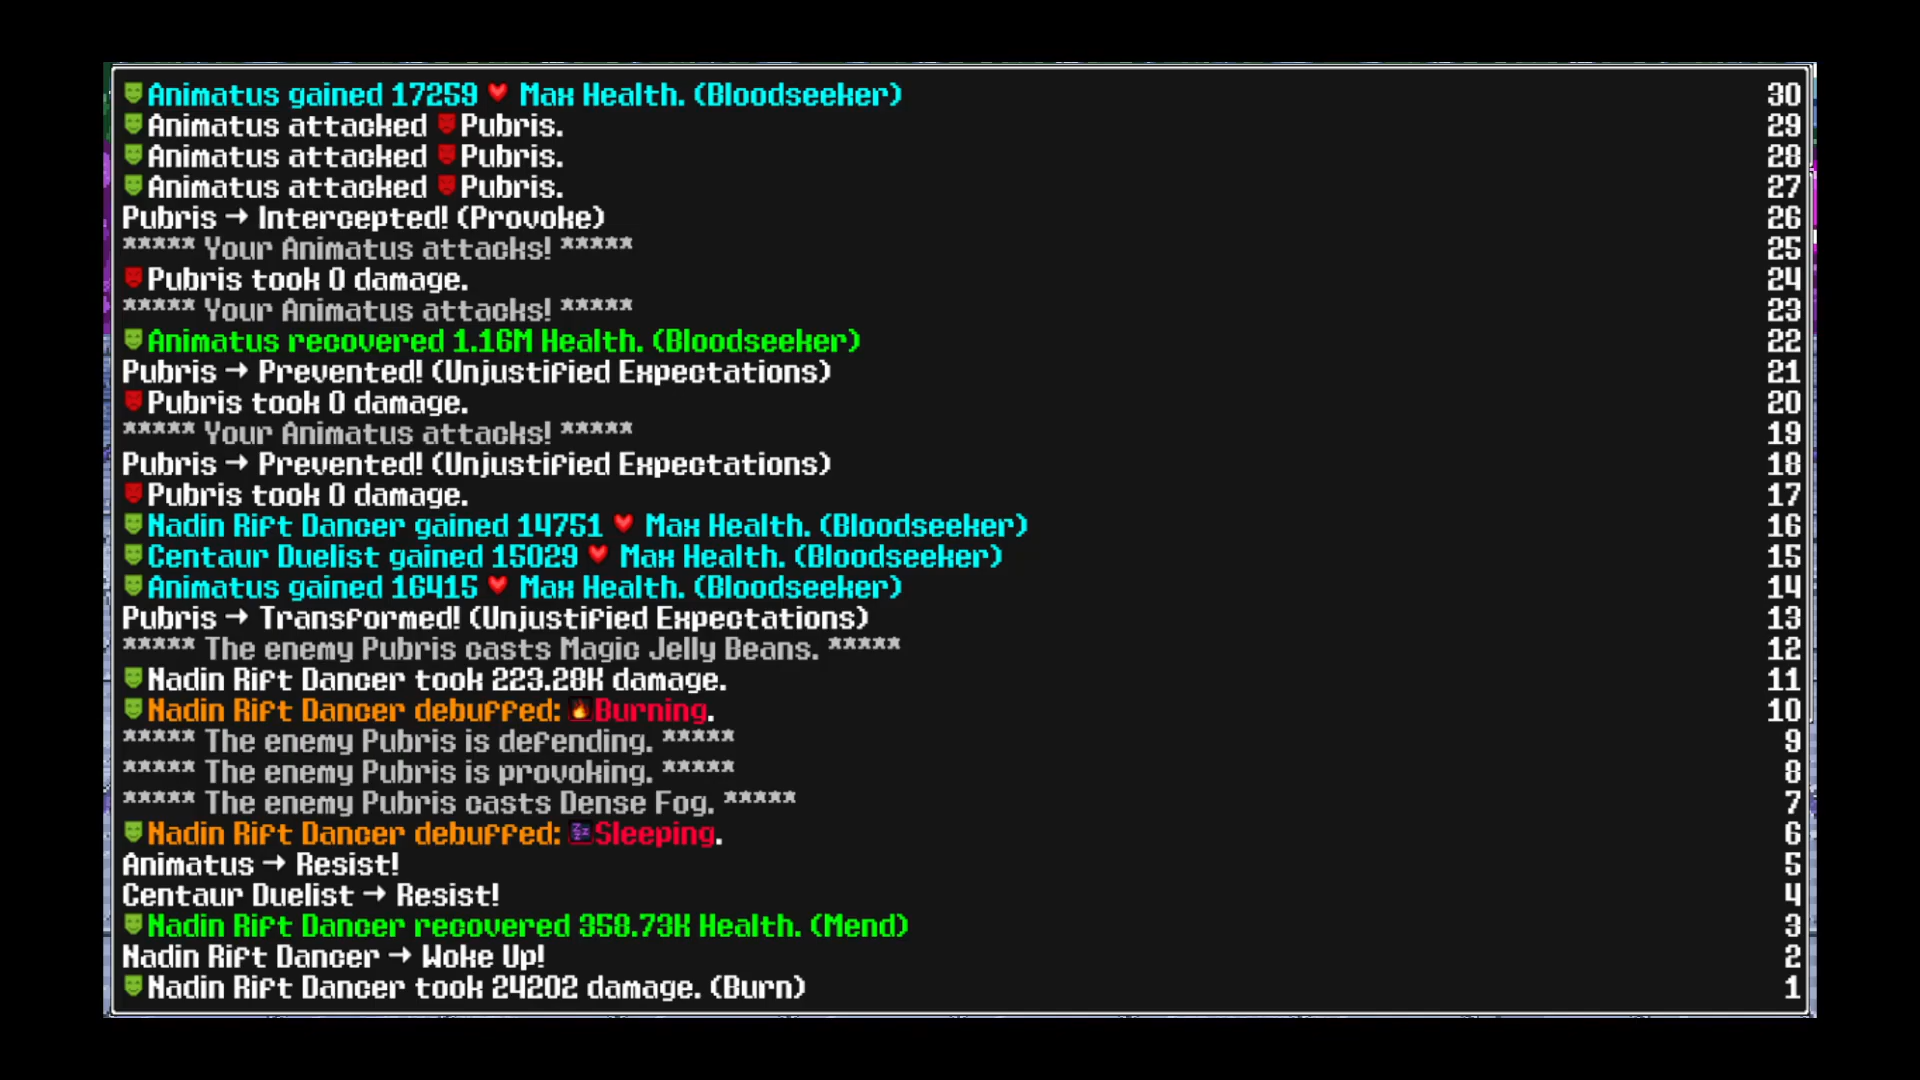 Animatus gained 17259 Max Health. (Bloodseeker) 30
Animatus attacked Pubris. 29
Animatus attacked Pubris. 28
Animatus attacked Pubris. 27
Pubris → Intercepted! (Provoke) 26
***** Your Animatus attacks! ***** 25
Pubris took 0 damage. 24
***** Your Animatus attacks! ***** 23
Animatus recovered 1.16M Health. (Bloodseeker) 22
Pubris → Prevented! (Unjustified Expectations) 21
Pubris took 0 damage. 20
***** Your Animatus attacks! ***** 19
Pubris → Prevented! (Unjustified Expectations) 18
Pubris took 0 damage. 17
Nadin Rift Dancer gained 14751 Max Health. (Bloodseeker) 16
Centaur Duelist gained 15029 Max Health. (Bloodseeker) 15
Animatus gained 16415 Max Health. (Bloodseeker) 14
Pubris → Transformed! (Unjustified Expectations) 13
***** The enemy Pubris casts Magic Jelly Beans. ***** 12
Nadin Rift Dancer took 223.28K damage. 11
Nadin Rift Dancer debuffed: Burning. 10
***** The enemy Pubris is defending. ***** 9
***** The enemy Pubris is provoking. ***** 8
***** The enemy Pubris casts Dense Fog. ***** 7
Nadin Rift Dancer debuffed: Sleeping. 6
Animatus → Resist! 5
Centaur Duelist → Resist! 4
Nadin Rift Dancer recovered 358.73K Health. (Mend) 3
Nadin Rift Dancer → Woke Up! 2
Nadin Rift Dancer took 24202 damage. (Burn) 1